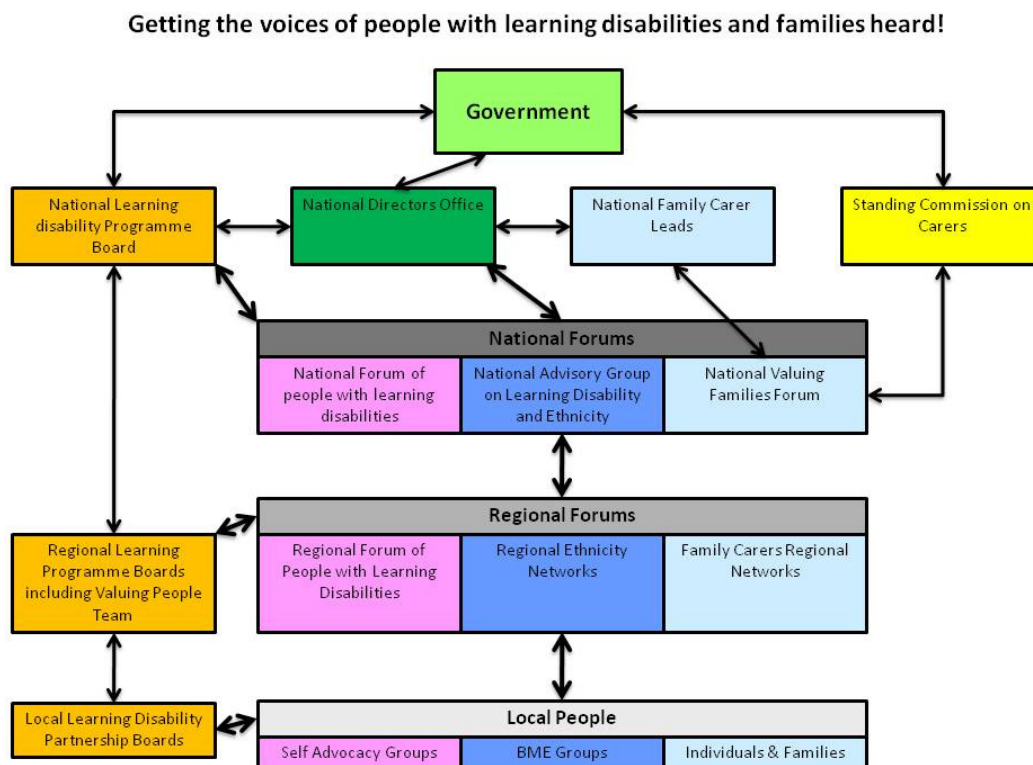 Getting the voices of people with learning disabilities and families heard!
Government
National Learning
disability Programme
Board
National Directors Office
National Family Carer
Leads
Standing Commission on
Carers
National Forums
National Forum of
people with learning
disabilities
National Advisory Group
on Learning Disability
and Ethnicity
National Valuing
Families Forum
Regional Forums
Regional Learning
Programme Boards
including Valuing People
Team
Regional Forum of
People with Learning
Disabilities
Regional Ethnicity
Networks
Family Carers Regional
Networks
Local Learning Disability
Partnership Boards
Local People
Self Advocacy Groups
BME Groups
Individuals & Families